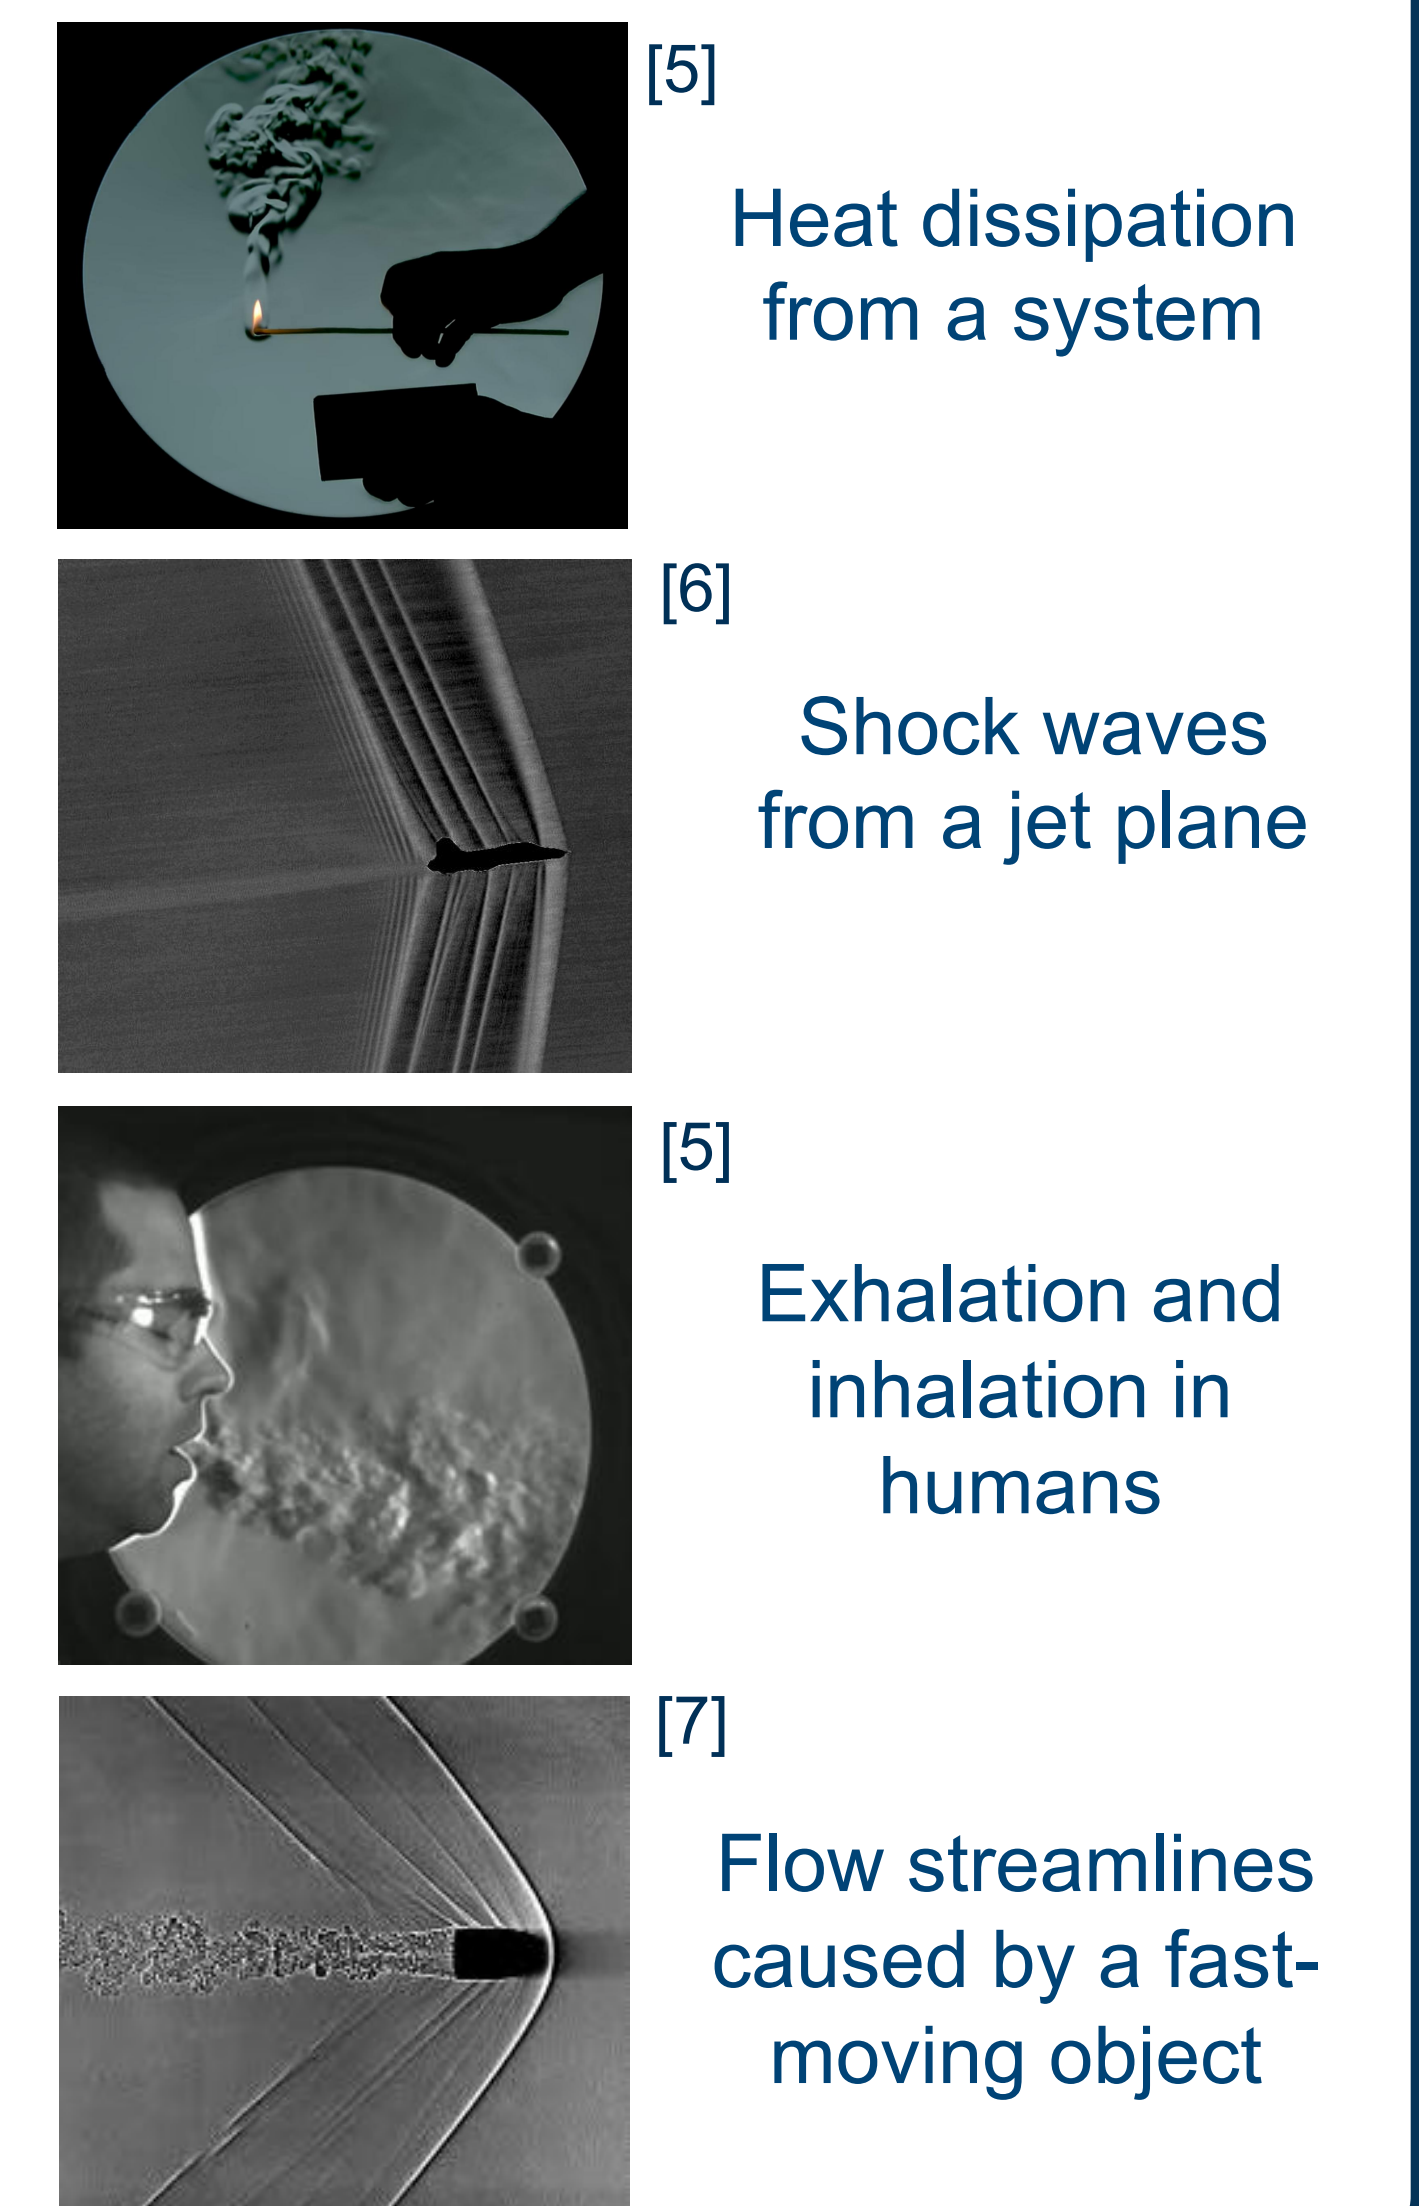 [5]
Heat dissipation
from a system
[6]
Shock waves
from a jet plane
[5]
Exhalation and
inhalation in
humans
[7]
Flow streamlines
caused by a fast-
moving object